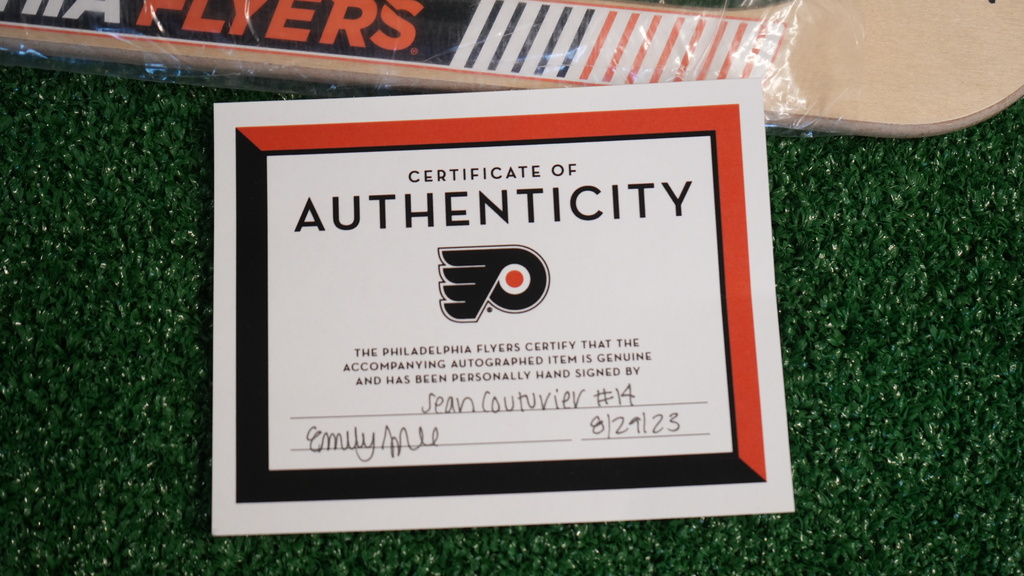 FLYERS
CERTIFICATE OF
AUTHENTICITY
THE PHILADELPHIA FLYERS CERTIFY THAT THE
ACCOMPANYING AUTOGRAPHED ITEM IS GENUINE
AND HAS BEEN PERSONALLY HAND SIGNED BY
Sean Couturier #14
Emily 8/29/23